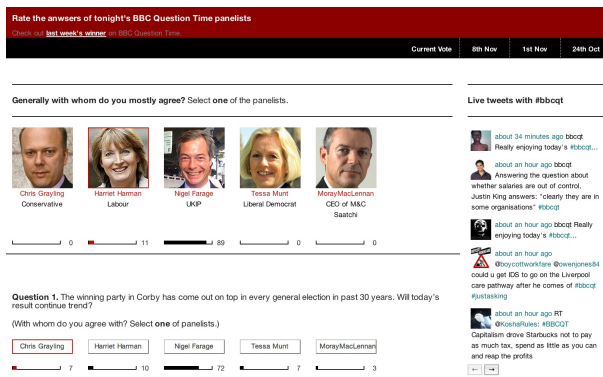 Rate the anwsers of tonight's BBC Question Time panelists
Check out last week's winner on BBC Question Time.
Current Vote 8th Nov 1st Nov 24th Oct
Generally with whom do you mostly agree? Select one of the panelists.
Chris Grayling
Conservative
0
Harriet Harman
Labour
11
Nigel Farage
UKIP
89
Tessa Munt
Liberal Democrat
0
MorayMacLennan
CEO of M&C
Saatchi
0
Question 1. The winning party in Corby has come out on top in every general election in past 30 years. Will today's
result continue trend?
(With whom do you agree with? Select one of panelists.)
Chris Grayling Harriet Harman Nigel Farage Tessa Munt MorayMacLennan
7 10 72 7 3
Live tweets with #bbcqt
about 34 minutes ago bbcqt
Really enjoying today's #bbcqt...
about an hour ago bbcqt
Answering the question about
whether salaries are out of control,
Justin King answers: "clearly they are in
some organisations" #bbcqt
about an hour ago bbcqt Really
enjoying today's #bbcqt...
about an hour ago
@boycottworkfare @owenjones84
could u get IDS to go on the Liverpool
care pathway after he comes of #bbcqt
#justasking
about an hour ago RT
@KoshaRules: #BBCQT
Capitalism drove Starbucks not to pay
as much tax, spend as little as you can
and reap the profits
← →